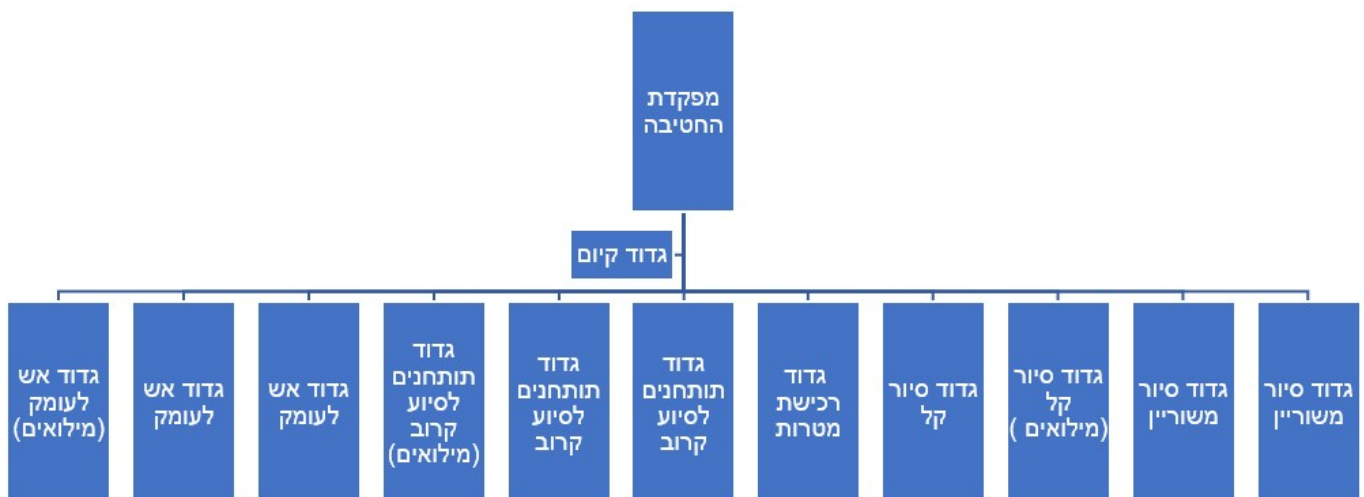 מפקדת
החטיבה
גדוד קיום
גדוד סיור
משוריין
גדוד סיור
משוריין
גדוד סיור
קל
(מילואים )
גדוד סיור
קל
גדוד
רכישת
מטרות
גדוד
תותחנים
לסיוע
קרוב
גדוד
תותחנים
לסיוע
קרוב
גדוד
תותחנים
לסיוע
קרוב
(מילואים)
גדוד אש
לעומק
גדוד אש
לעומק
גדוד אש
לעומק
(מילואים)